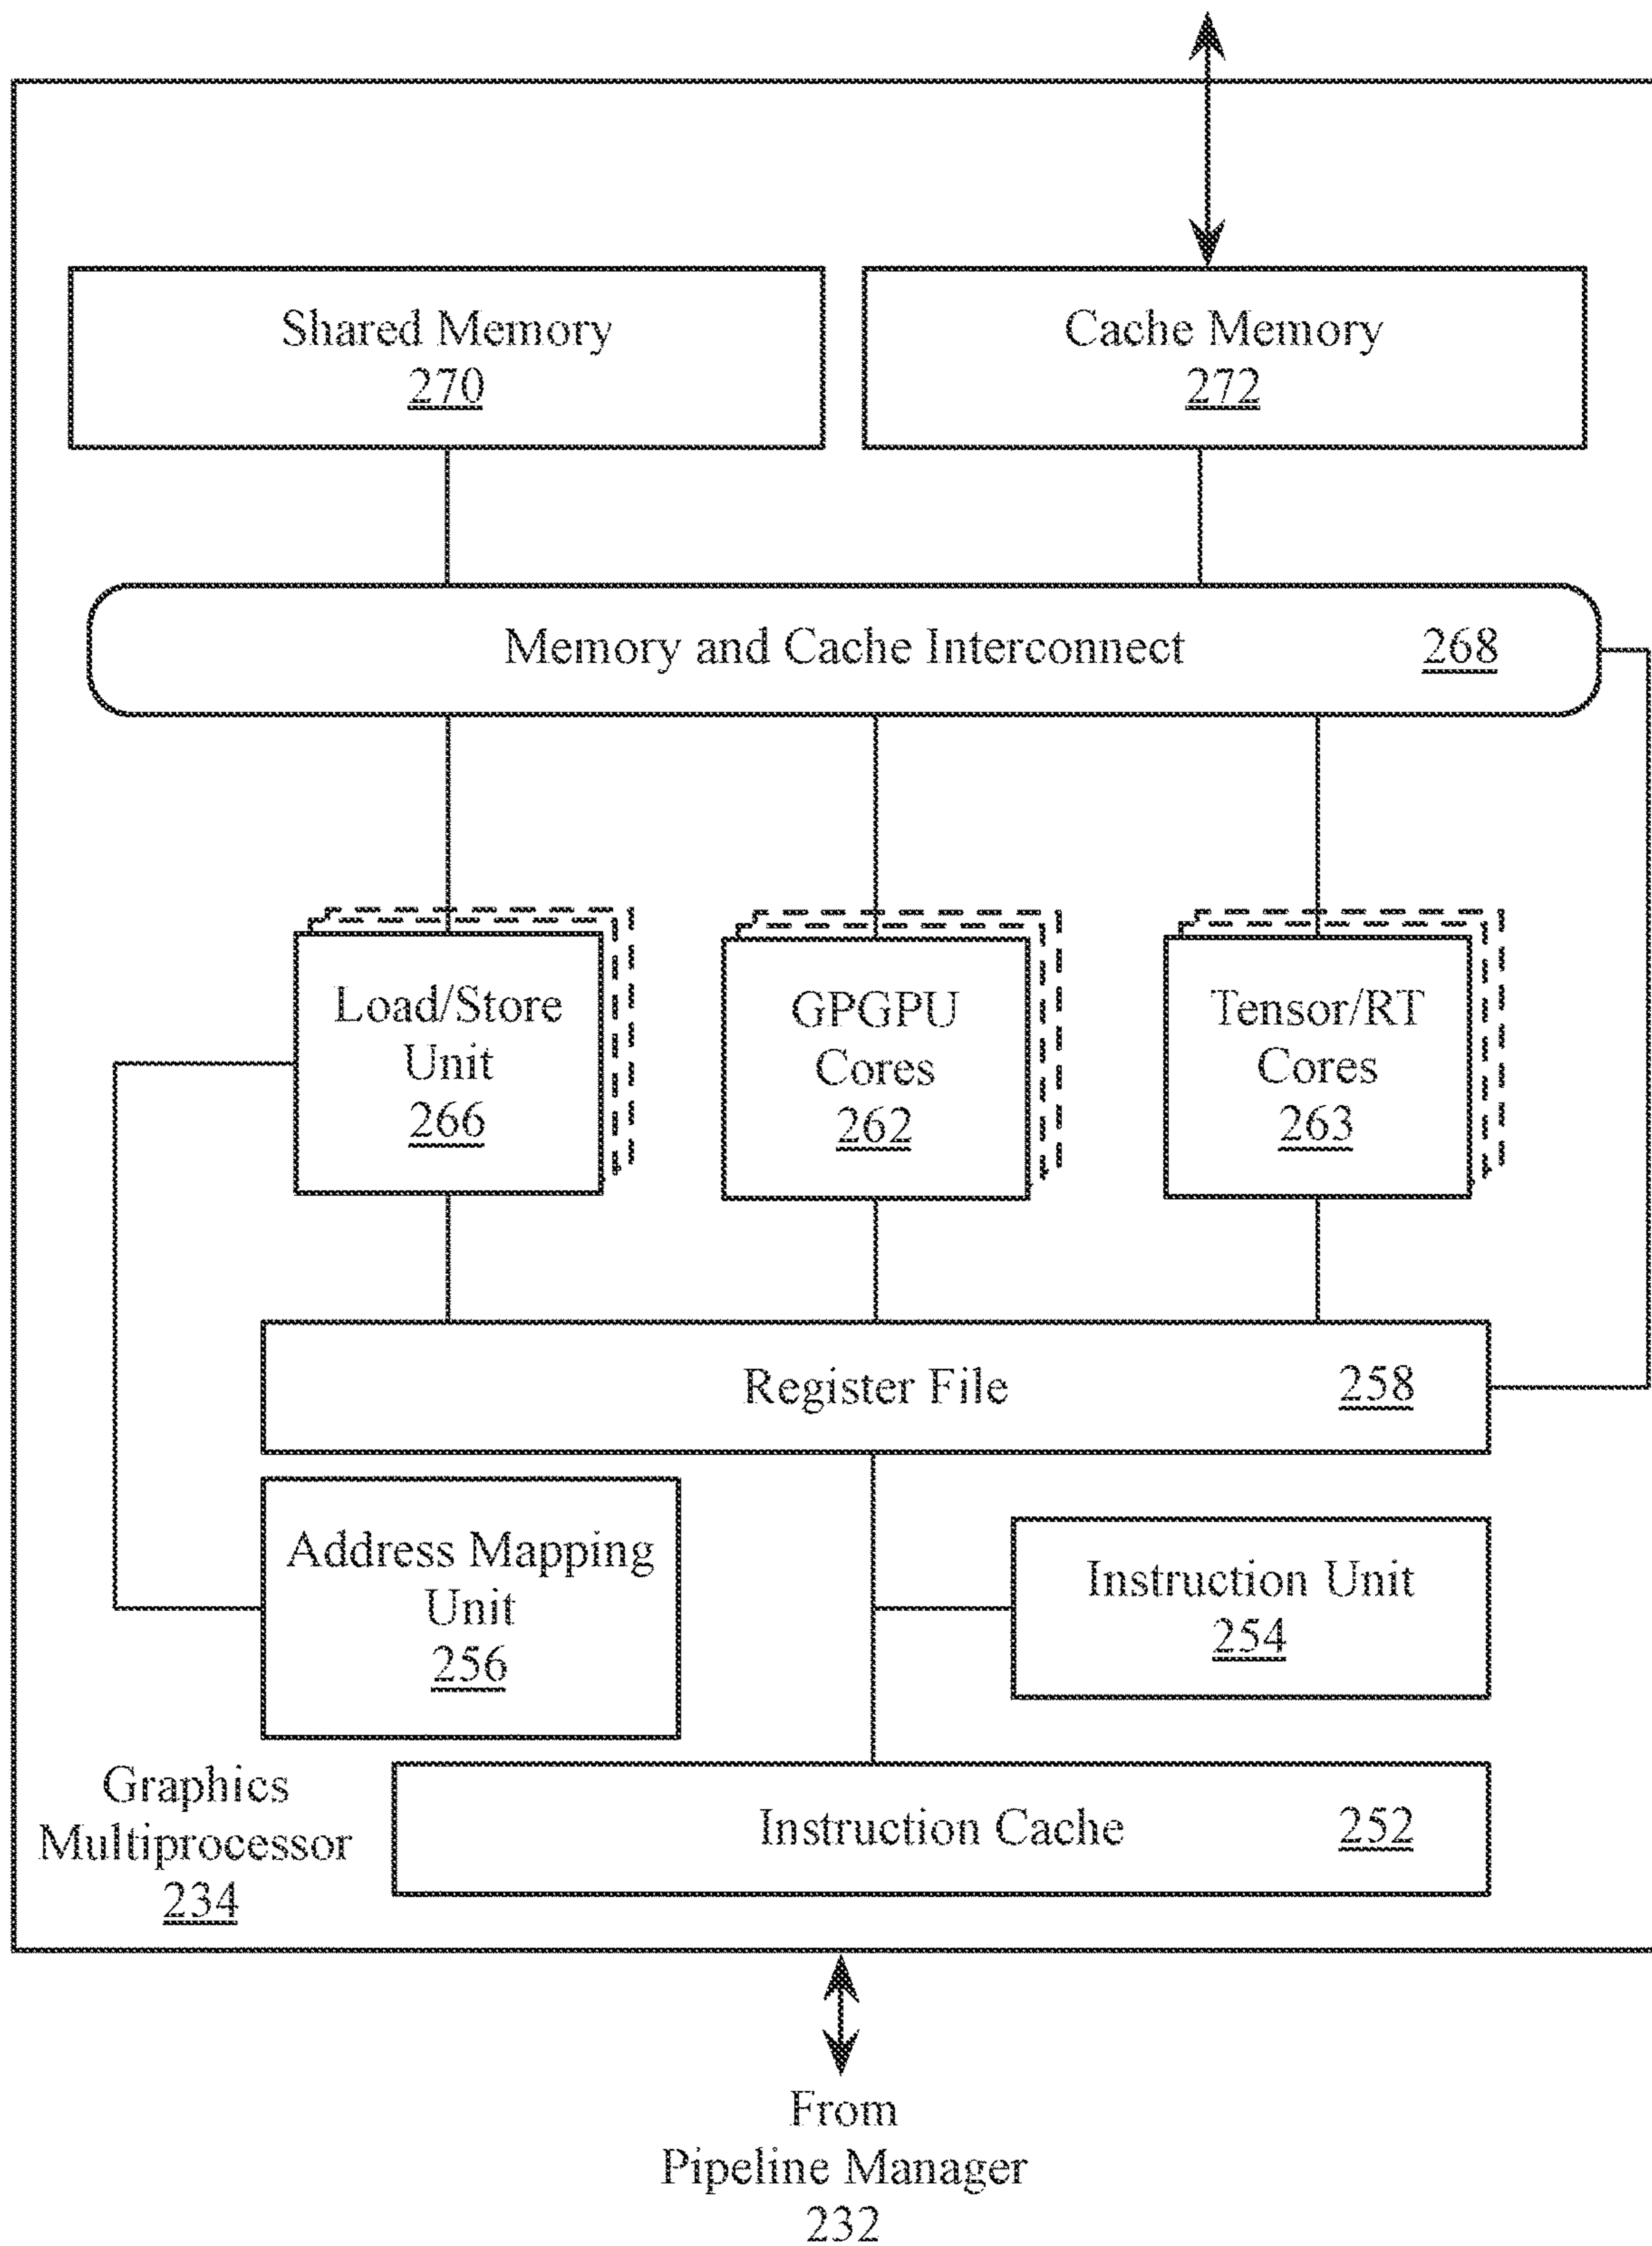 Shared Memory
270
Cache Memory
272
Memory and Cache Interconnect 268
Load/Store
Unit
266
GPGPU
Cores
262
Tensor/RT
Cores
263
Register File 258
Address Mapping
Unit
256
Instruction Unit
254
Graphics
Multiprocessor
234
Instruction Cache 252
From
Pipeline Manager
232